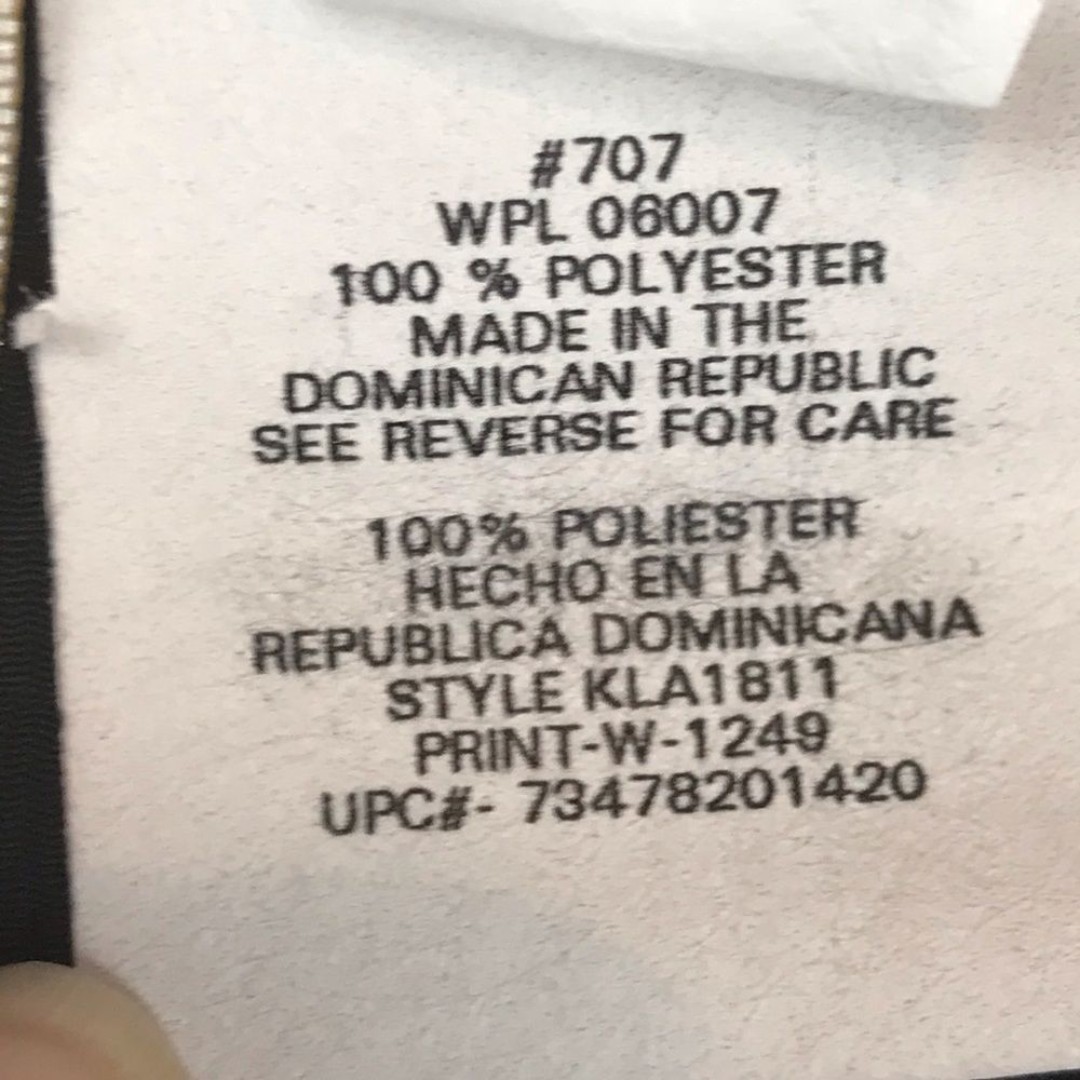 #707
WPL 06007
100 % POLYESTER
MADE IN THE
DOMINICAN REPUBLIC
SEE REVERSE FOR CARE
100% POLIESTER
HECHO EN LA
REPUBLICA DOMINICANA
STYLE KLA1811
PRINT-W-1249
UPC#- 73478201420